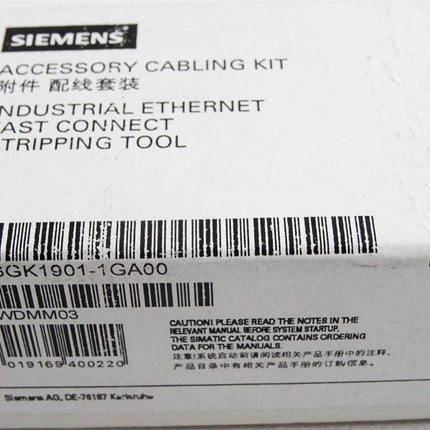 SIEMENS
ACCESSORY CABLING KIT
附件 配线套装
NDUSTRIAL ETHERNET
AST CONNECT
TRIPPING TOOL
6GK1901-1GA00
WDMM03
CAUTION! PLEASE READ THE NOTES IN THE
RELEVANT MANUAL BEFORE SYSTEM STARTUP.
THE SIMATIC CATALOG CONTAINS ORDERING
DATA FOR THE MANUALS.
注意!系统启动前请阅读相关产品手册中的注释。
产品目录中有相关产品手册的订购信息。
019169 400220
Siemens AG, DE-76187 Karlsruhe